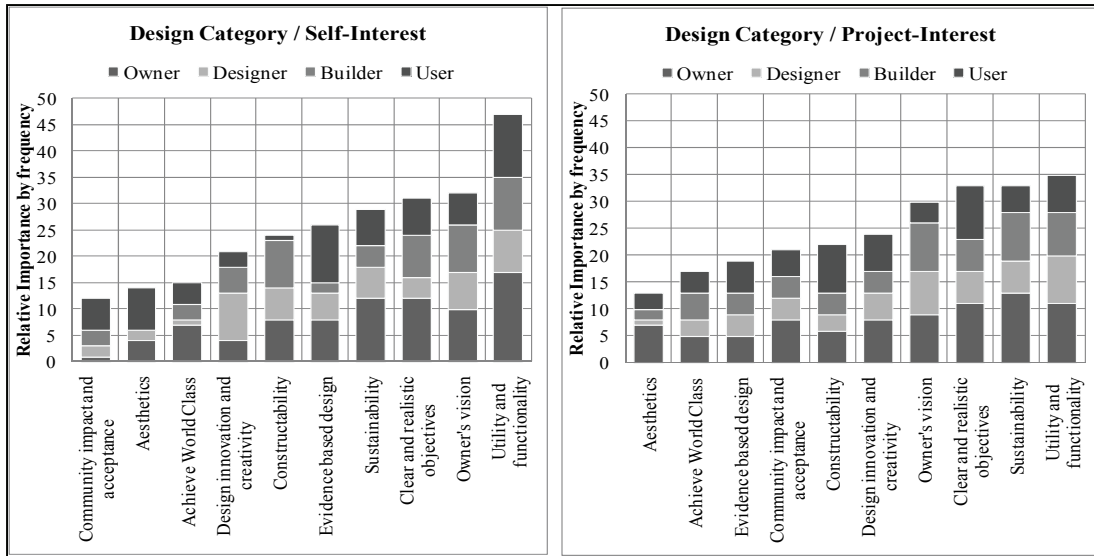 Design Category / Self-Interest
Owner Designer Builder User
Relative Importance by frequency
50
45
40
35
30
25
20
15
10
5
0
Community impact and
acceptance
Aesthetics
Achieve World Class
Design innovation and
creativity
Constructability
Evidence based design
Sustainability
Clear and realistic
objectives
Owner's vision
Utility and
functionality
Design Category / Project-Interest
Owner Designer Builder User
Relative Importance by frequency
50
45
40
35
30
25
20
15
10
5
0
Aesthetics
Achieve World Class
Evidence based design
Community impact and
acceptance
Constructability
Design innovation and
creativity
Owner's vision
Clear and realistic
objectives
Sustainability
Utility and
functionality